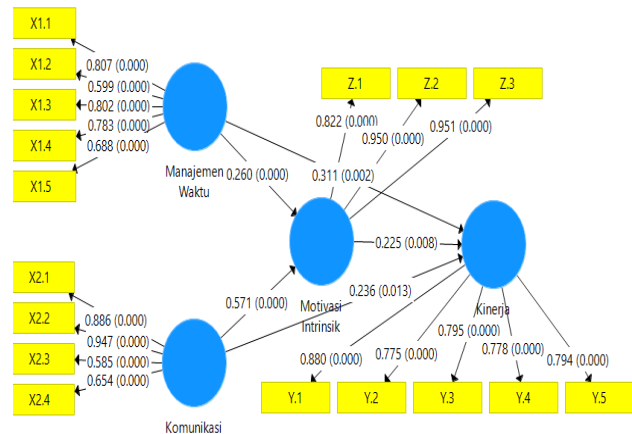 X1.1
X1.2
X1.3
X1.4
X1.5
0.807 (0.000)
0.599 (0.000)
0.802 (0.000)
0.783 (0.000)
0.688 (0.000)
Manajemen
Waktu
Z.1
Z.2
Z.3
0.822 (0.000)
0.950 (0.000)
0.951 (0.000)
0.260 (0.000)
0.311 (0.002)
0.225 (0.008)
0.571 (0.000)
0.236 (0.013)
Motivasi
Intrinsik
Kinerja
X2.1
X2.2
X2.3
X2.4
0.886 (0.000)
0.947 (0.000)
0.585 (0.000)
0.654 (0.000)
Komunikasi
0.880 (0.000)
0.775 (0.000)
0.795 (0.000)
0.778 (0.000)
0.794 (0.000)
Y.1
Y.2
Y.3
Y.4
Y.5